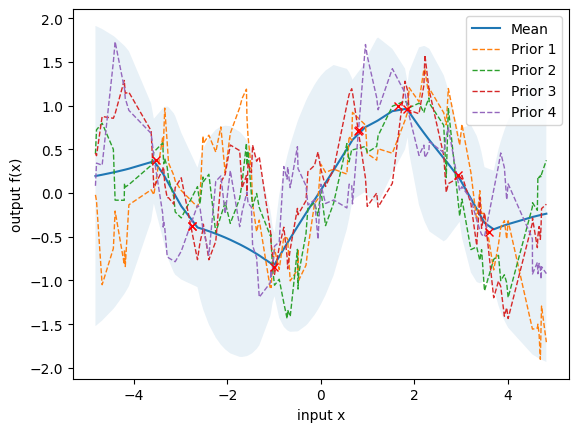 2.0
1.5
1.0
0.5
0.0
−0.5
−1.0
−1.5
−2.0
output f(x)
Mean
Prior 1
Prior 2
Prior 3
Prior 4
−4 −2 0 2 4
input x